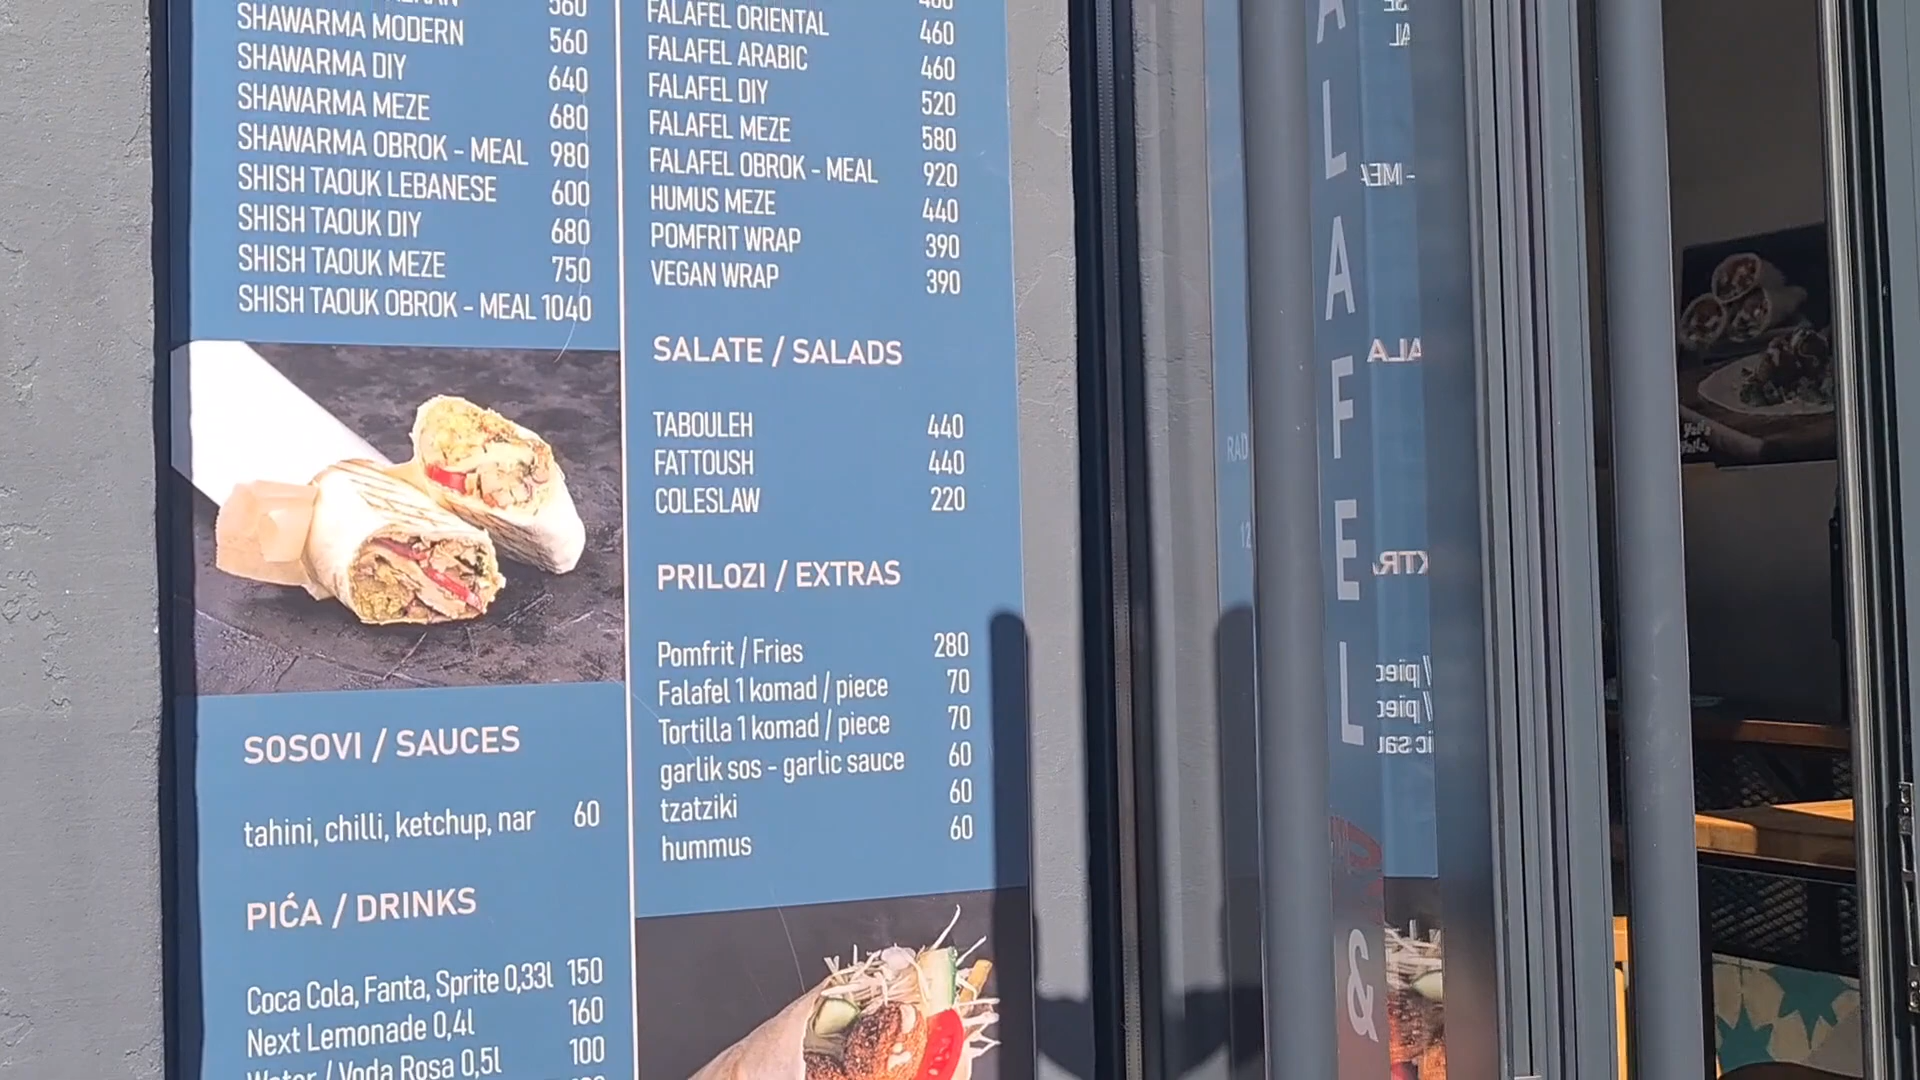 560
SHAWARMA MODERN 560
SHAWARMA DIY 640
SHAWARMA MEZE 680
SHAWARMA OBROK - MEAL 980
SHISH TAOUK LEBANESE 600
SHISH TAOUK DIY 680
SHISH TAOUK MEZE 750
SHISH TAOUK OBROK - MEAL 1040
SOSOVI / SAUCES
tahini, chilli, ketchup, nar 60
PIĆA / DRINKS
Coca Cola, Fanta, Sprite 0,33l 150
Next Lemonade 0,4l 160
Water / Voda Rosa 0,5l 100
FALAFEL ORIENTAL 460
FALAFEL ARABIC 460
FALAFEL DIY 520
FALAFEL MEZE 580
FALAFEL OBROK - MEAL 920
HUMUS MEZE 440
POMFRIT WRAP 390
VEGAN WRAP 390
SALATE / SALADS
TABOULEH 440
FATTOUSH 440
COLESLAW 220
PRILOZI / EXTRAS
Pomfrit / Fries 280
Falafel 1 komad / piece 70
Tortilla 1 komad / piece 70
garlik sos - garlic sauce 60
tzatziki 60
hummus 60
RAD
12
ALAFEL
&